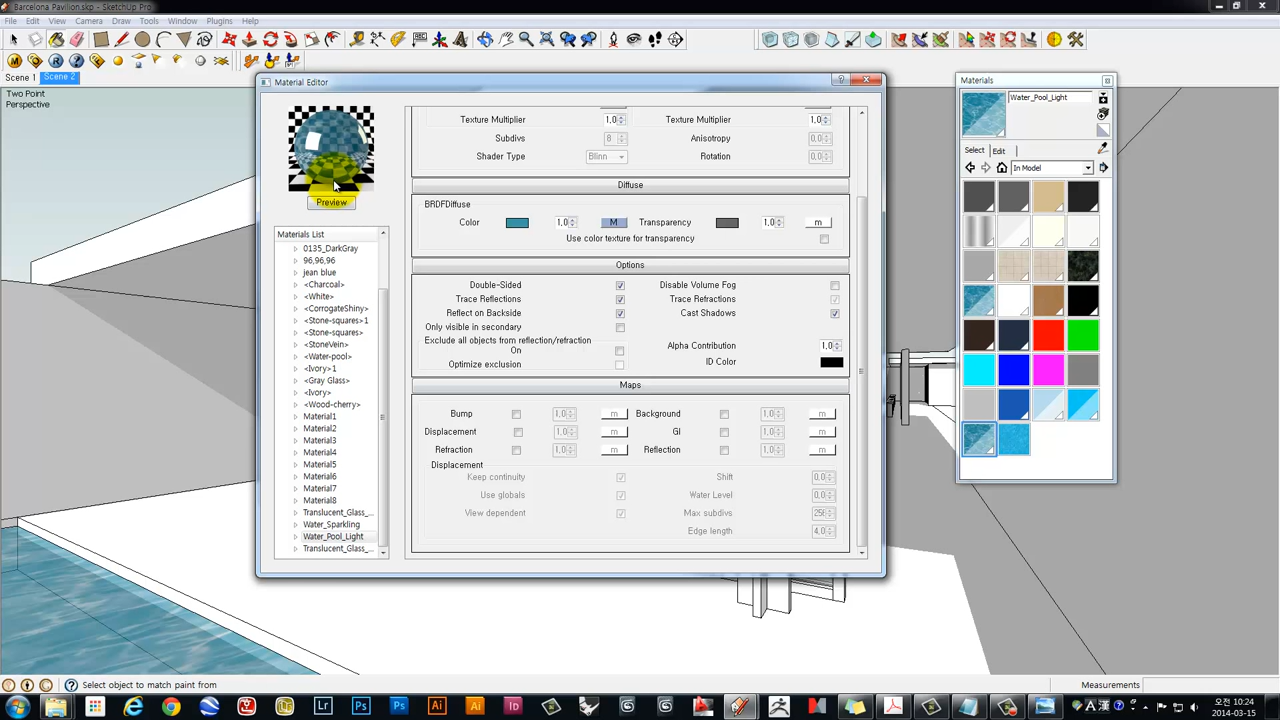 Barcelona Pavilion.skp - SketchUp Pro
File Edit View Camera Draw Tools Window Plugins Help
Scene 1 Scene 2
Two Point
Perspective
Material Editor
Preview
Materials List
0135_DarkGray
96,96,96
jean blue
<Charcoal>
<White>
<CorrogateShiny>
<Stone-squares>1
<Stone-squares>
<StoneVein>
<Water-pool>
<Ivory>1
<Gray Glass>
<Ivory>
<Wood-cherry>
Material1
Material2
Material3
Material4
Material5
Material6
Material7
Material8
Translucent_Glass_...
Water_Sparkling
Water_Pool_Light
Translucent_Glass_...
Texture Multiplier 1,0 Texture Multiplier 1,0
Subdivs 8 Anisotropy 0,0
Shader Type Blinn Rotation 0,0
Diffuse
BRDFDiffuse
Color 1,0 M Transparency 1,0 m
Use color texture for transparency
Options
Double-Sided Disable Volume Fog
Trace Reflections Trace Refractions
Reflect on Backside Cast Shadows
Only visible in secondary
Exclude all objects from reflection/refraction
On Alpha Contribution 1,0
Optimize exclusion ID Color
Maps
Bump 1,0 m Background 1,0 m
Displacement 1,0 m GI 1,0 m
Refraction 1,0 m Reflection 1,0 m
Displacement
Keep continuity Shift 0,0
Use globals Water Level 0,0
View dependent Max subdivs 256
Edge length 4,0
Materials
Water_Pool_Light
Select Edit
In Model
Select object to match paint from
Measurements
Lr Ps Ps Ai Ai Id
A 漢
오전 10:24
2014-03-15